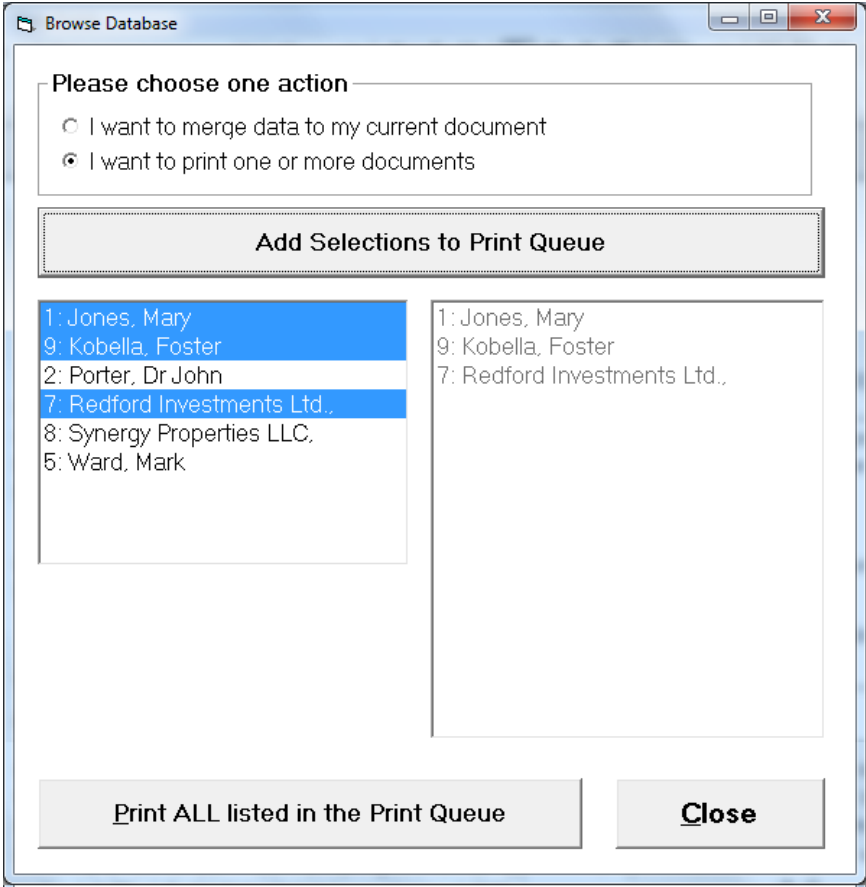 Browse Database
Please choose one action
I want to merge data to my current document
I want to print one or more documents
Add Selections to Print Queue
1: Jones, Mary
9: Kobella, Foster
2: Porter, Dr John
7: Redford Investments Ltd.,
8: Synergy Properties LLC,
5: Ward, Mark
1: Jones, Mary
9: Kobella, Foster
7: Redford Investments Ltd.,
Print ALL listed in the Print Queue
Close